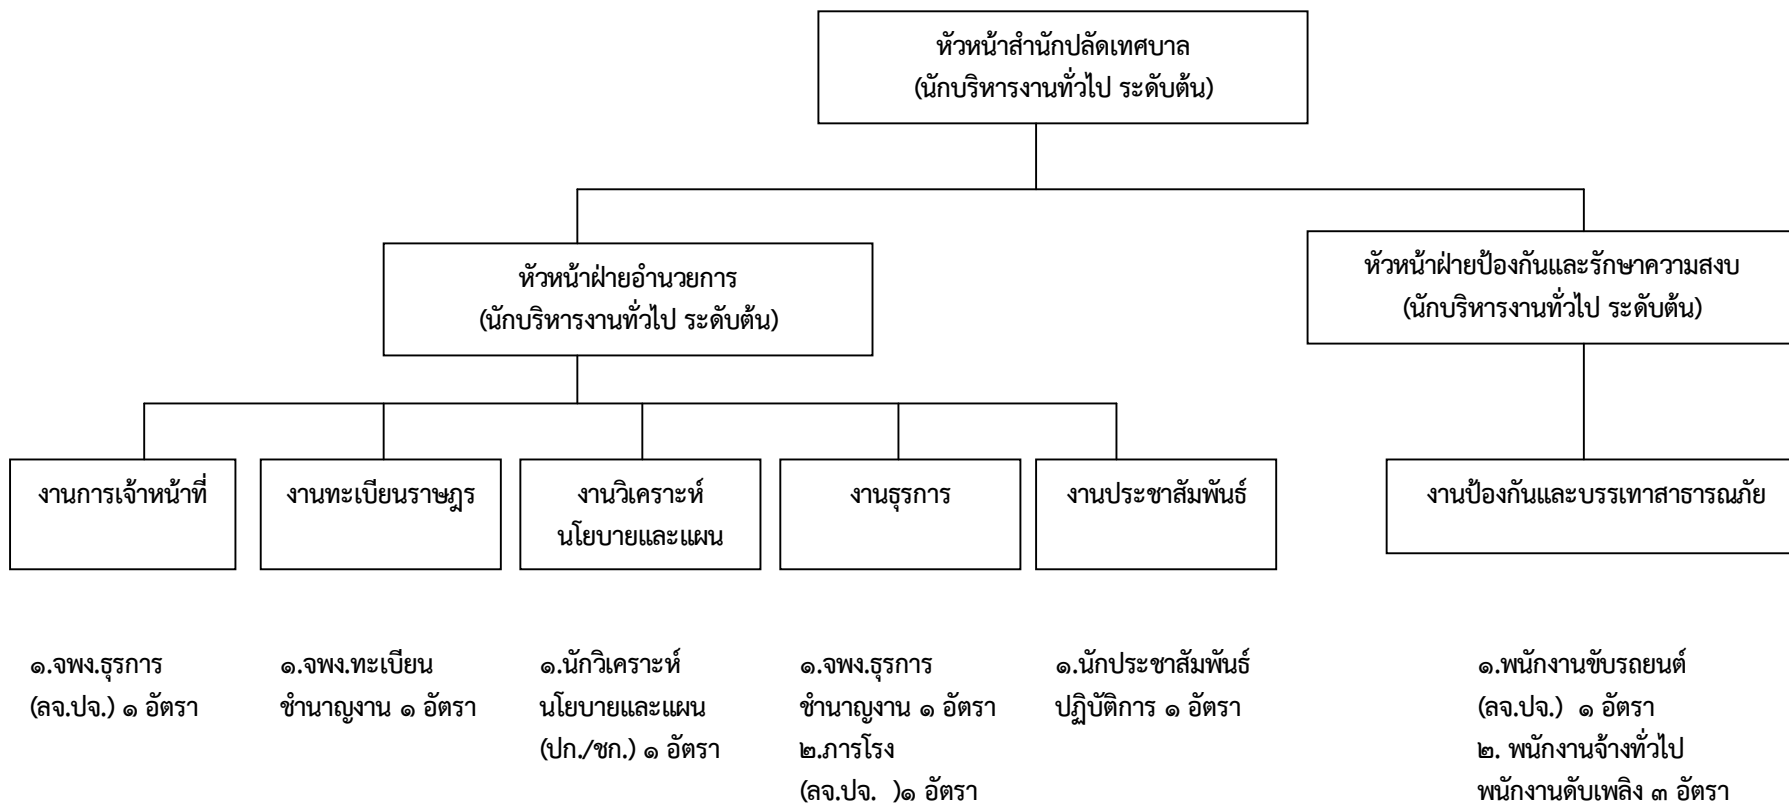 หัวหน้าสำนักปลัดเทศบาล
(นักบริหารงานทั่วไป ระดับต้น)
หัวหน้าฝ่ายอำนวยการ
(นักบริหารงานทั่วไป ระดับต้น)
หัวหน้าฝ่ายป้องกันและรักษาความสงบ
(นักบริหารงานทั่วไป ระดับต้น)
งานการเจ้าหน้าที่
งานทะเบียนราษฎร
งานวิเคราะห์
นโยบายและแผน
งานธุรการ
งานประชาสัมพันธ์
งานป้องกันและบรรเทาสาธารณภัย
๑.จพง.ธุรการ
(ลจ.ปจ.) ๑ อัตรา
๑.จพง.ทะเบียน
ชำนาญงาน ๑ อัตรา
๑.นักวิเคราะห์
นโยบายและแผน
(ปก./ชก.) ๑ อัตรา
๑.จพง.ธุรการ
ชำนาญงาน ๑ อัตรา
๒.ภารโรง
(ลจ.ปจ. )๑ อัตรา
๑.นักประชาสัมพันธ์
ปฏิบัติการ ๑ อัตรา
๑.พนักงานขับรถยนต์
(ลจ.ปจ.) ๑ อัตรา
๒. พนักงานจ้างทั่วไป
พนักงานดับเพลิง ๓ อัตรา